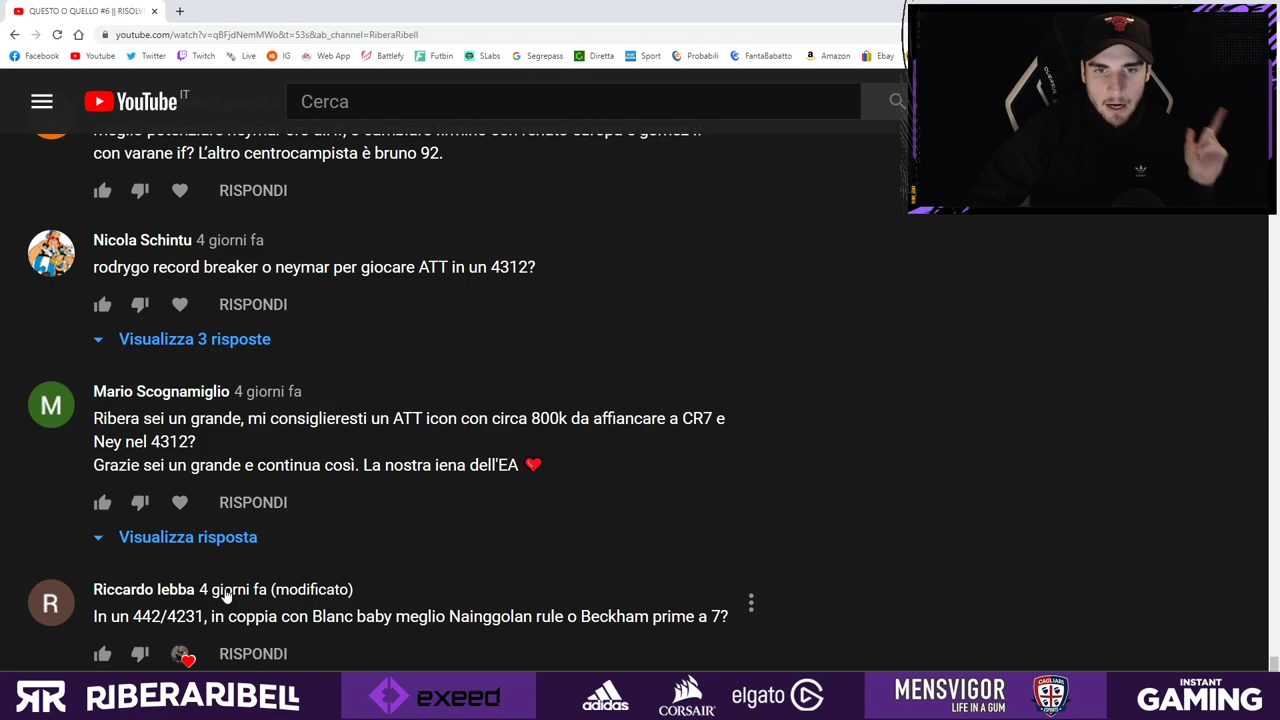 QUESTO O QUELLO #6 || RISOLV
youtube.com/watch?v=qBFjdNemMWo&t=53s&ab_channel=RiberaRibell
Facebook Youtube Twitter Live IG Web App Battlefy Futbin SLabs Segrepass Diretta Sport Probabili FantaBabatto Amazon Ebay
YouTube IT
Cerca
con varane if? L'altro centrocampista è bruno 92.
RISPONDI
Nicola Schintu 4 giorni fa
rodrygo record breaker o neymar per giocare ATT in un 4312?
RISPONDI
Visualizza 3 risposte
M
Mario Scognamiglio 4 giorni fa
Ribera sei un grande, mi consiglieresti un ATT icon con circa 800k da affiancare a CR7 e
Ney nel 4312?
Grazie sei un grande e continua così. La nostra iena dell'EA
RISPONDI
Visualizza risposta
R
Riccardo Iebba 4 giorni fa (modificato)
In un 442/4231, in coppia con Blanc baby meglio Nainggolan rule o Beckham prime a 7?
RISPONDI
RR RIBERARIBELL exeed adidas CORSAIR elgato MENSVIGOR CAGLIARI INSTANT
LIFE IN A GUM GAMING